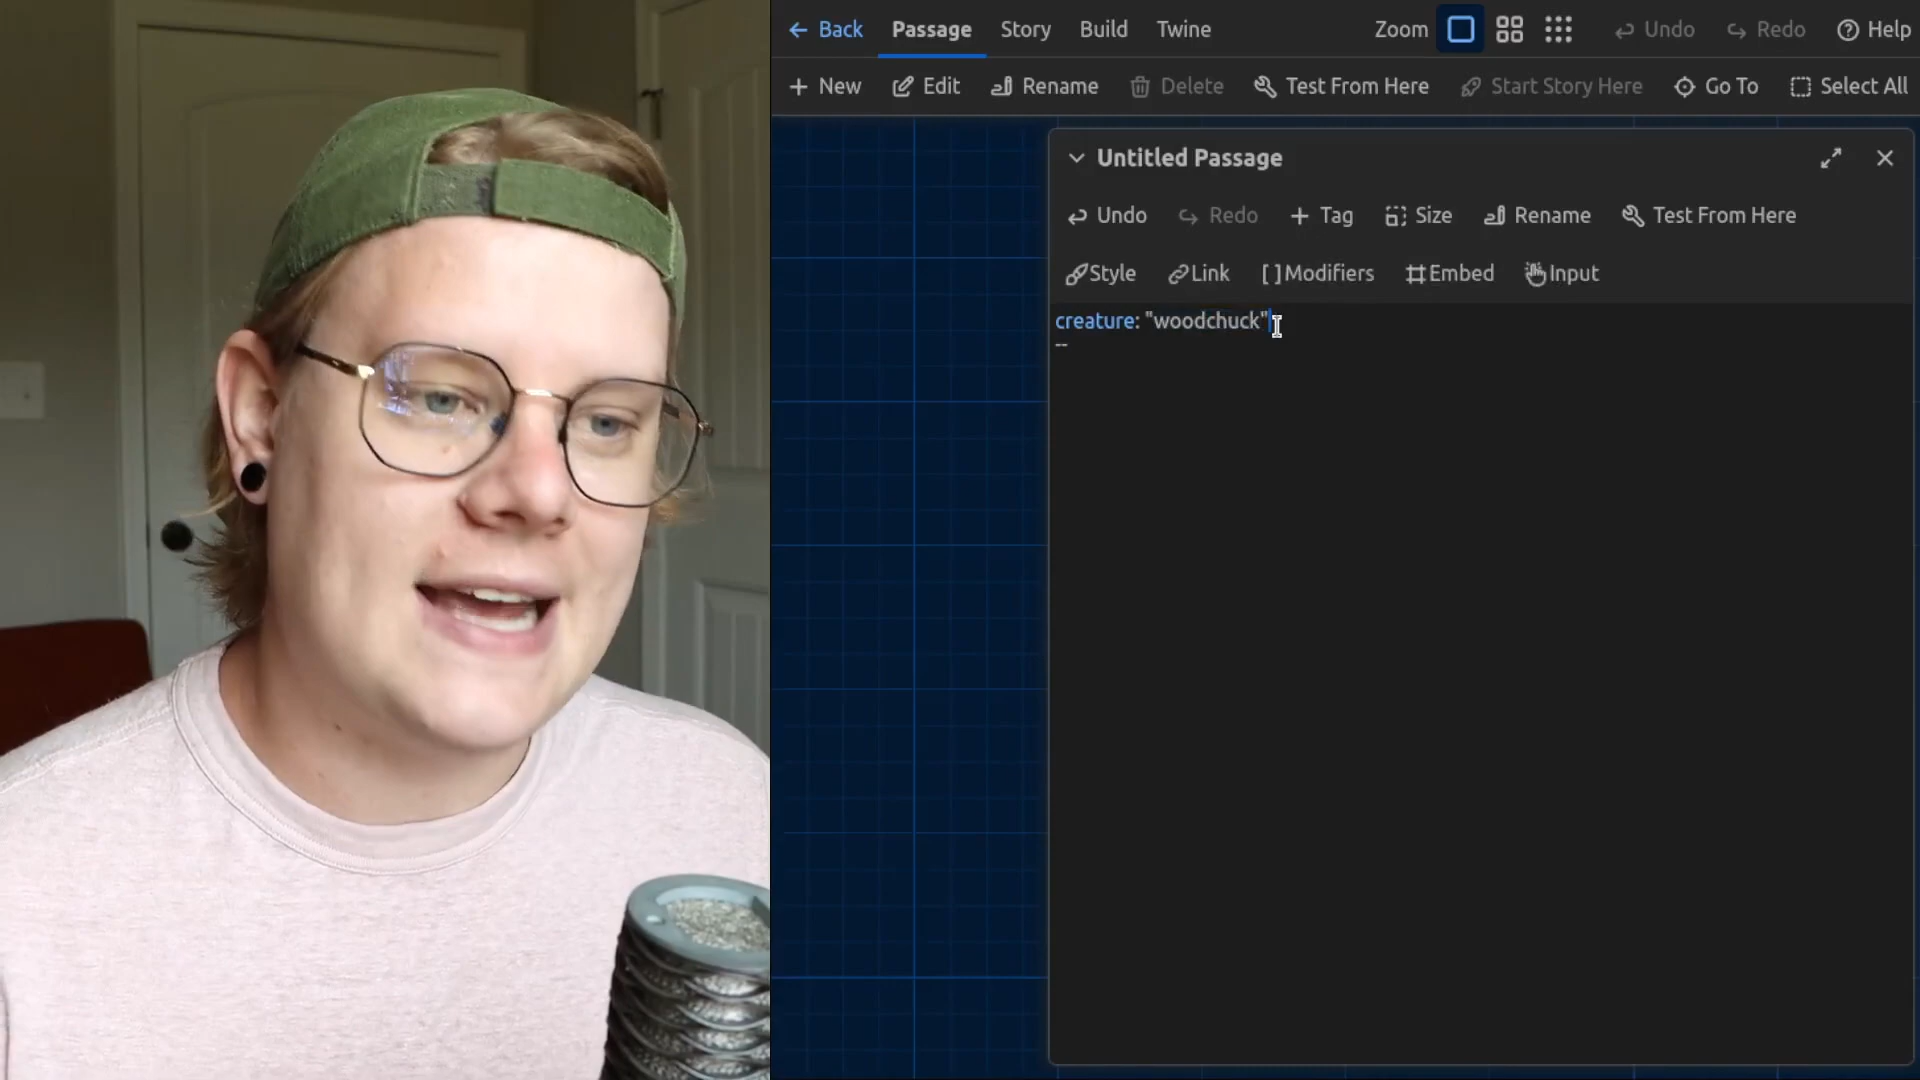 Back Passage Story Build Twine Zoom Undo Redo Help
New Edit Rename Delete Test From Here Start Story Here Go To Select All
Untitled Passage
Undo Redo Tag Size Rename Test From Here
Style Link [ ]Modifiers Embed Input
creature: "woodchuck"
--